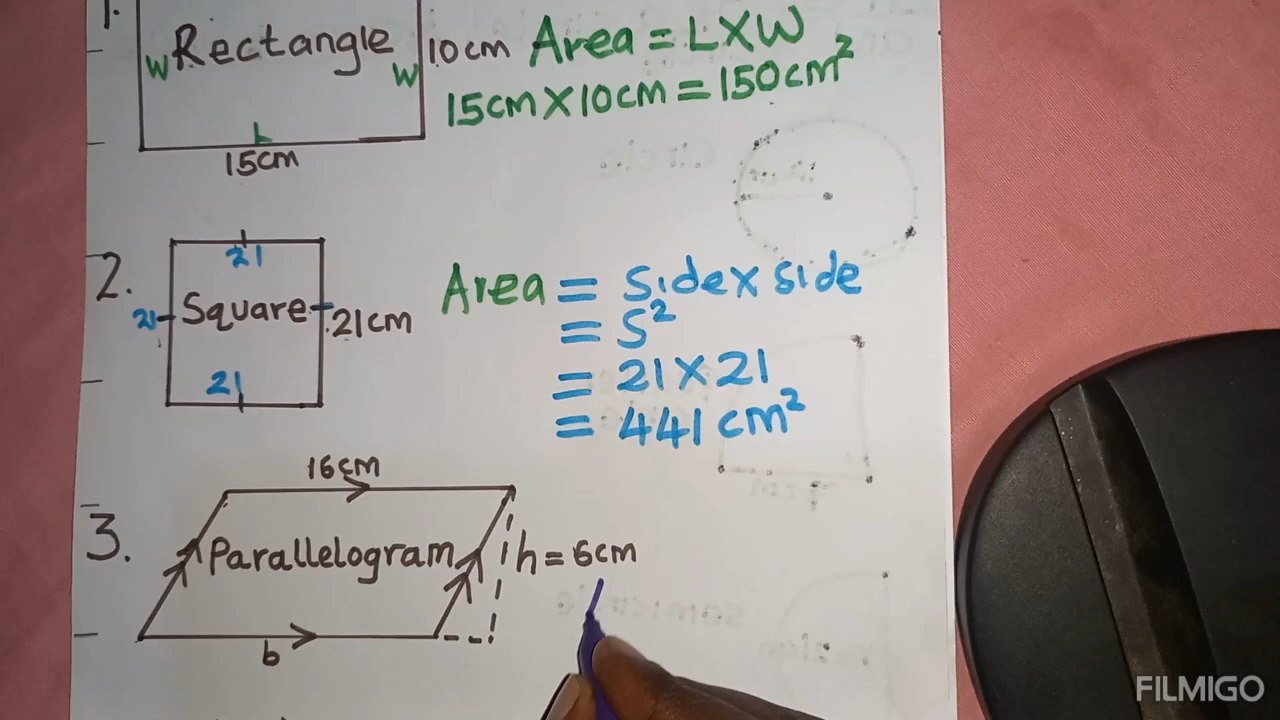 1.
W Rectangle W 10cm Area = LXW
15cm X 10cm = 150cm²
L
15cm
21
2. 21 Square 21cm Area = Side x Side
= S²
= 21 x 21
21
= 441 cm²
16cm
3. Parallelogram h = 6cm
b
FILMIGO